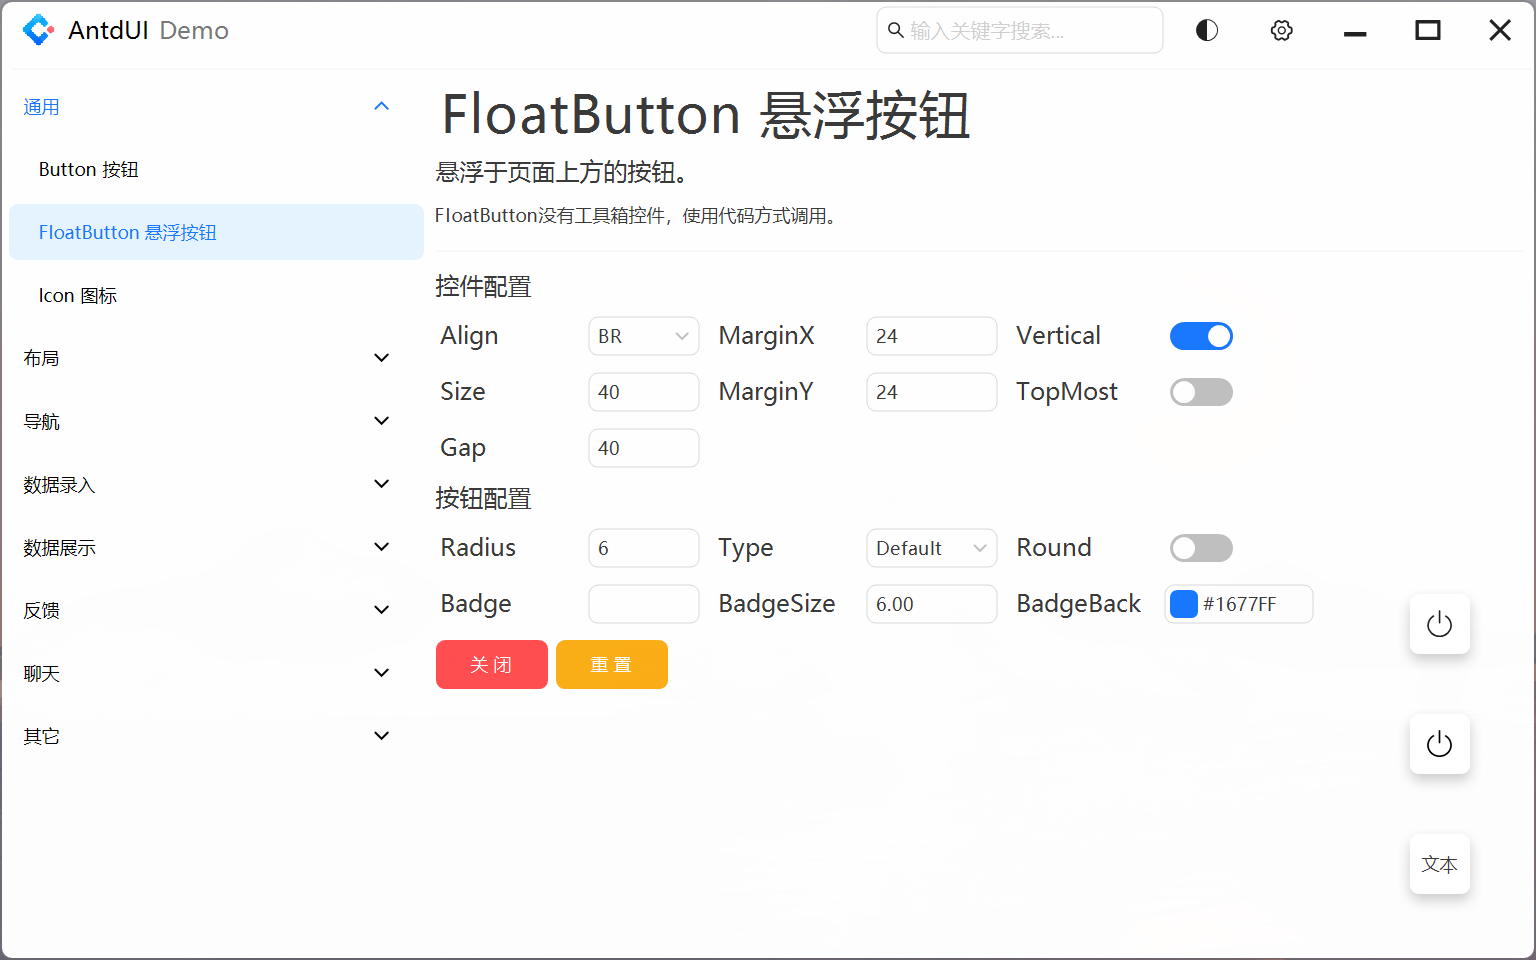 AntdUI Demo
输入关键字搜索...
通用
Button 按钮
FloatButton 悬浮按钮
Icon 图标
布局
导航
数据录入
数据展示
反馈
聊天
其它
FloatButton 悬浮按钮
悬浮于页面上方的按钮。
FloatButton没有工具箱控件，使用代码方式调用。
控件配置
Align BR MarginX 24 Vertical
Size 40 MarginY 24 TopMost
Gap 40
按钮配置
Radius 6 Type Default Round
Badge BadgeSize 6.00 BadgeBack #1677FF
关闭 重置
文本